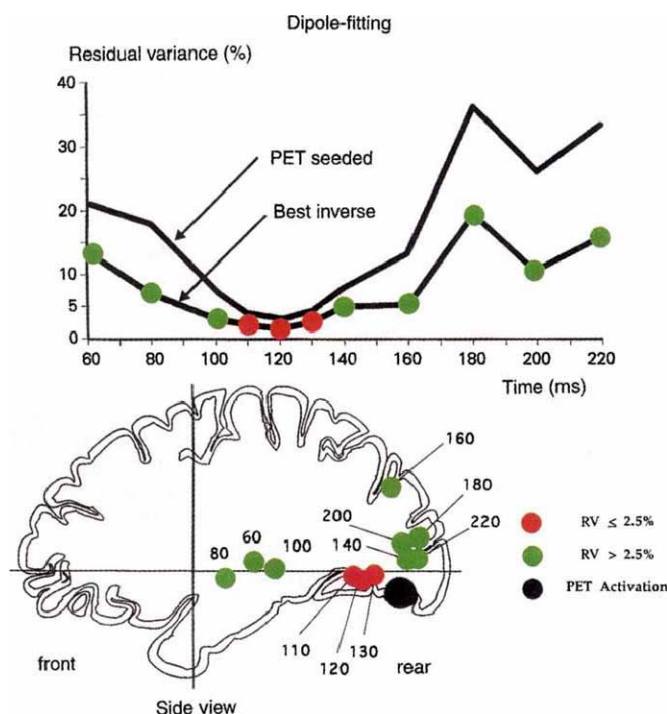 Dipole-fitting
Residual variance (%)
40
30
20
10
5
0
PET seeded
Best inverse
60 80 100 120 140 160 180 200 220
Time (ms)
160
180
200
220
140
60
80
100
110
120
130
front
rear
Side view
RV ≤ 2.5%
RV > 2.5%
PET Activation